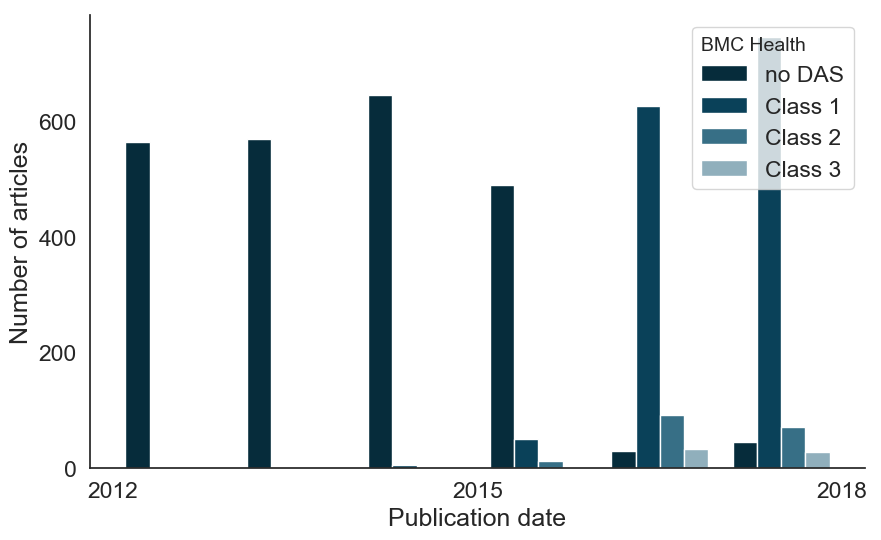 BMC Health
no DAS
Class 1
Class 2
Class 3
Number of articles
600
400
200
0
2012
2015
2018
Publication date